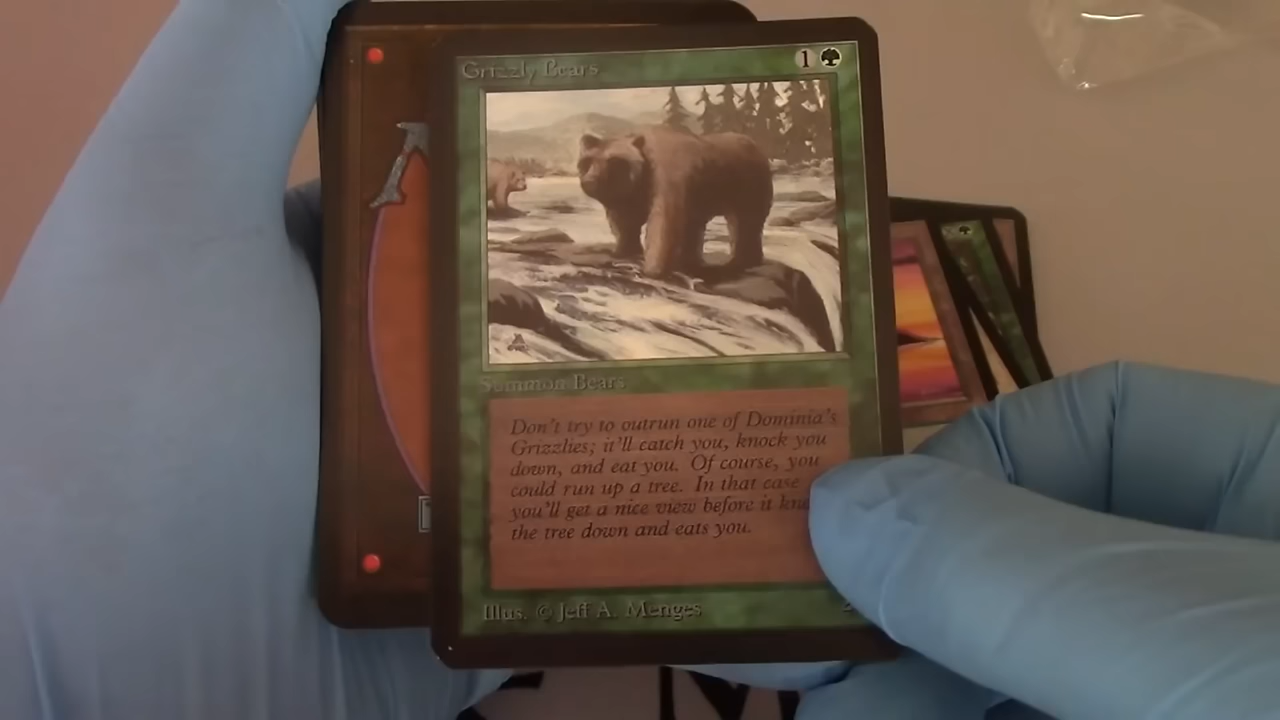 Grizzly Bears 1
Summon Bears
Don't try to outrun one of Dominia's
Grizzlies; it'll catch you, knock you
down, and eat you. Of course, you
could run up a tree. In that case
you'll get a nice view before it
the tree down and eats you.
Illus. © Jeff A. Menges